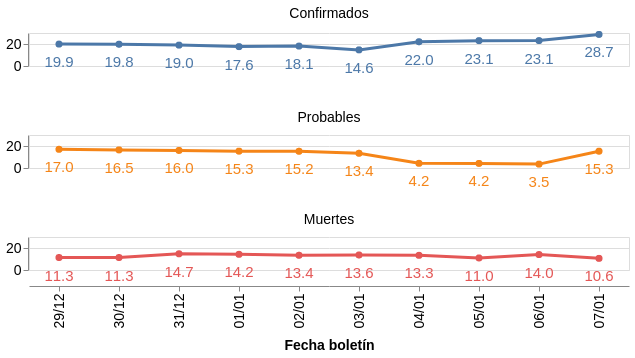 Confirmados
20
0
19.9 19.8 19.0 17.6 18.1 14.6 22.0 23.1 23.1 28.7
Probables
20
0
17.0 16.5 16.0 15.3 15.2 13.4 4.2 4.2 3.5 15.3
Muertes
20
0
11.3 11.3 14.7 14.2 13.4 13.6 13.3 11.0 14.0 10.6
29/12 30/12 31/12 01/01 02/01 03/01 04/01 05/01 06/01 07/01
Fecha boletín